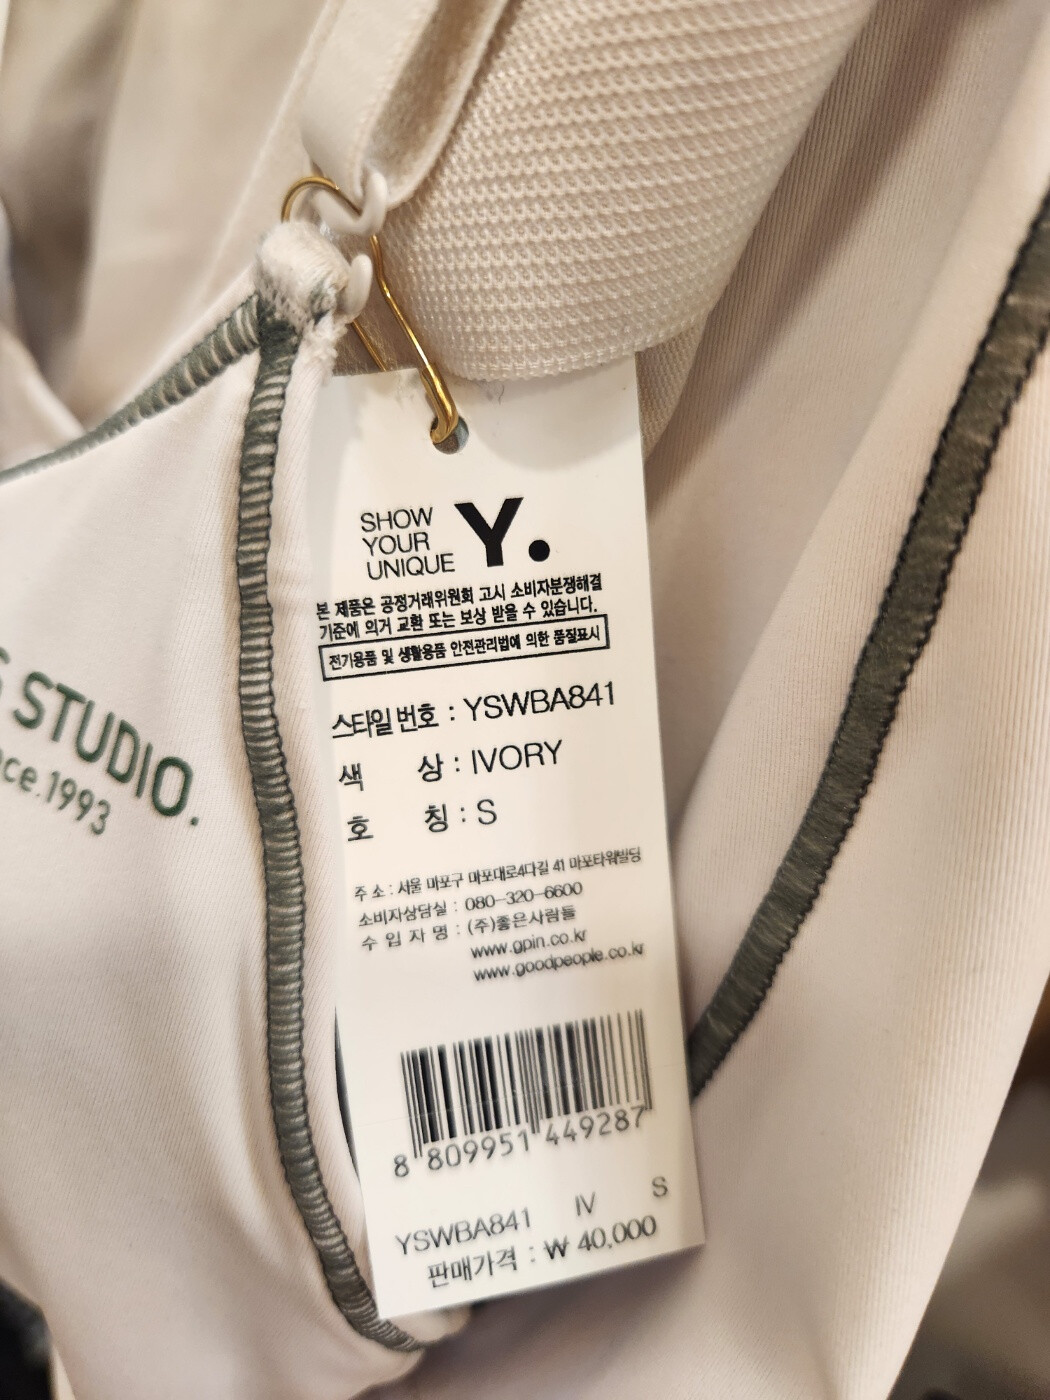 STUDIO.
.1993
SHOW
YOUR
UNIQUE
Y.
본 제품은 공정거래위원회 고시 소비자분쟁해결
기준에 의거 교환 또는 보상 받을 수 있습니다.
전기용품 및 생활용품 안전관리법에 의한 품질표시
스타일 번호 : YSWBA841
색 상 : IVORY
호 칭 : S
주 소 : 서울 마포구 마포대로4다길 41 마포타워빌딩
소비자상담실 : 080-320-6600
수 입 자 명 : (주)좋은사람들
www.gpin.co.kr
www.goodpeople.co.kr
8 809951 449287
YSWBA841 IV S
판매가격 : ₩ 40,000